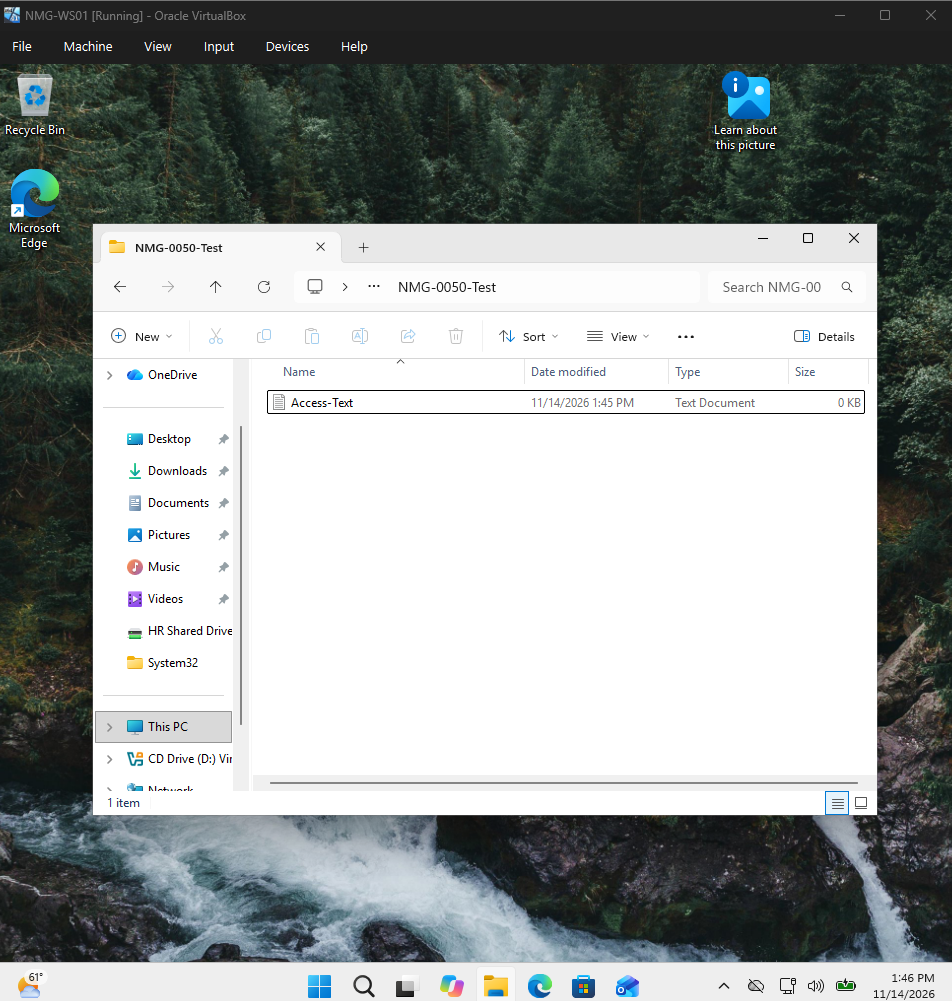 NMG-WS01 [Running] - Oracle VirtualBox
File Machine View Input Devices Help
Recycle Bin
Learn about
this picture
Microsoft
Edge
NMG-0050-Test
NMG-0050-Test
Search NMG-00
New
Sort
View
Details
OneDrive
Name Date modified Type Size
Access-Text 11/14/2026 1:45 PM Text Document 0 KB
Desktop
Downloads
Documents
Pictures
Music
Videos
HR Shared Drive
System32
This PC
CD Drive (D:) Vir
Network
1 item
61°
1:46 PM
11/14/2026